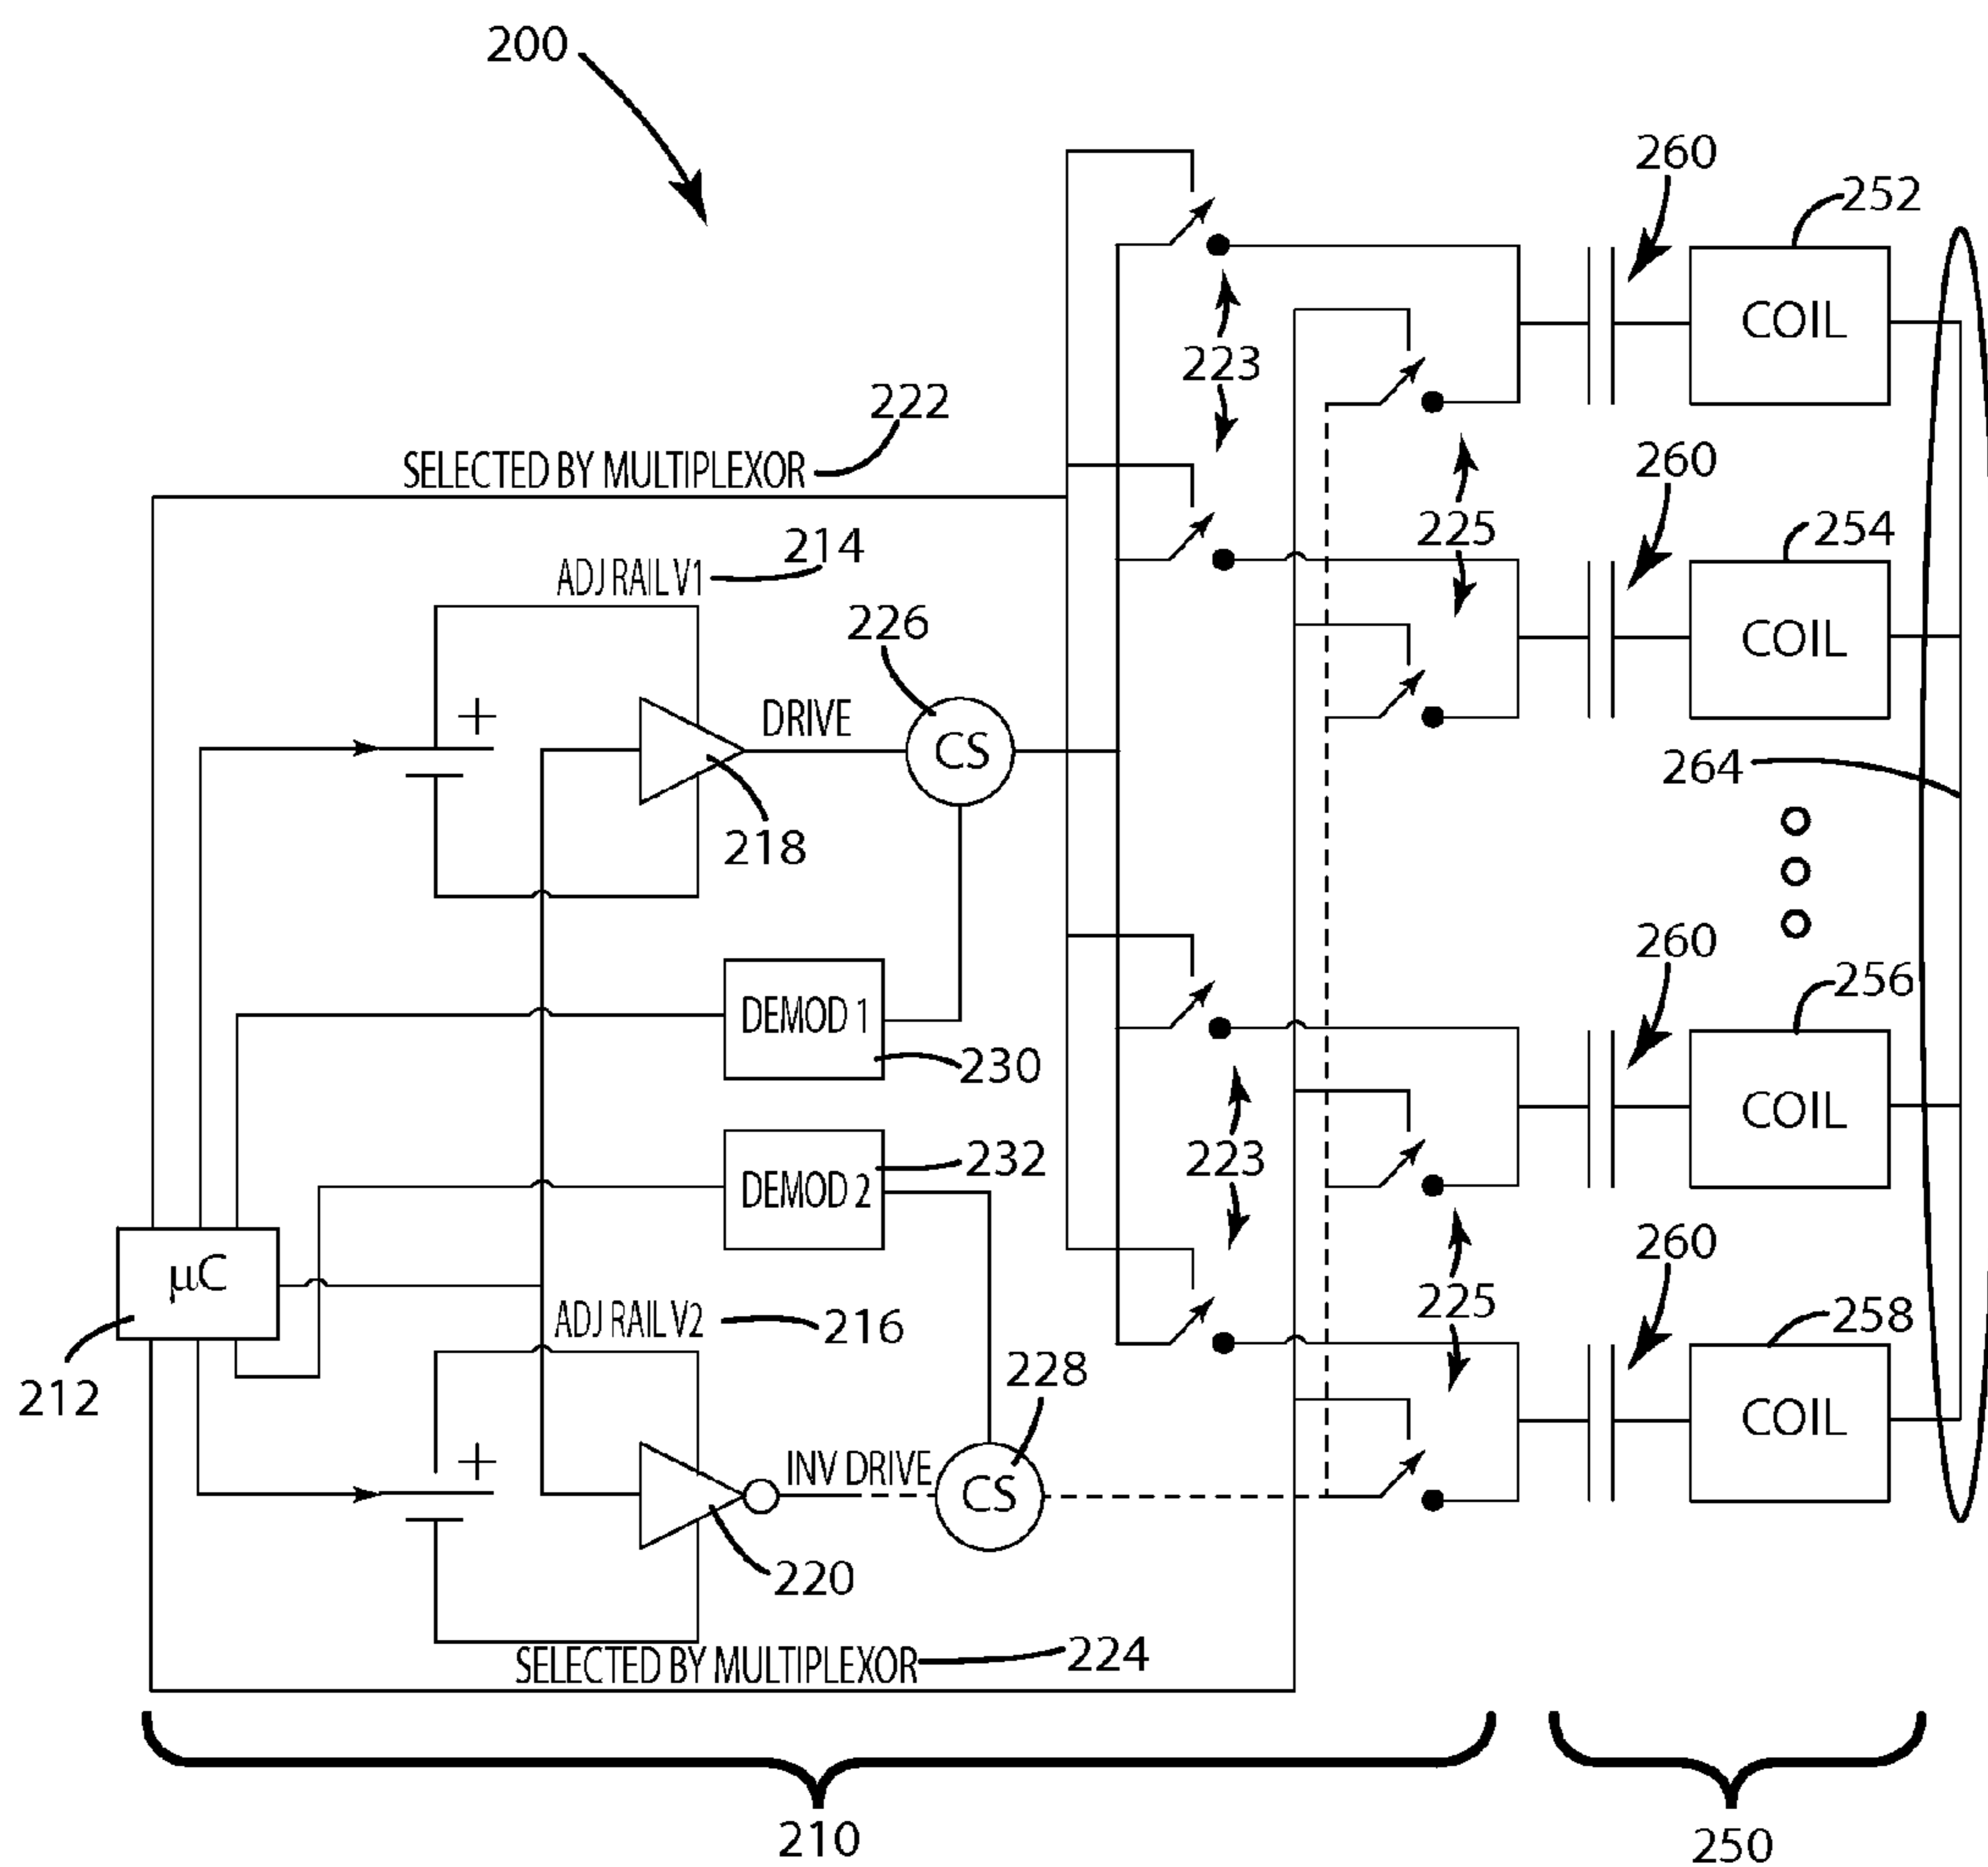 200
260
252
COIL
223
222
SELECTED BY MULTIPLEXOR
260
254
225
214
ADJ RAIL V1
226
COIL
+
DRIVE
CS
264
218
260
256
DEMOD 1
230
COIL
232
223
DEMOD 2
260
μC
225
258
ADJ RAIL V2
216
228
212
COIL
+
INV DRIVE
CS
220
SELECTED BY MULTIPLEXOR
224
210
250